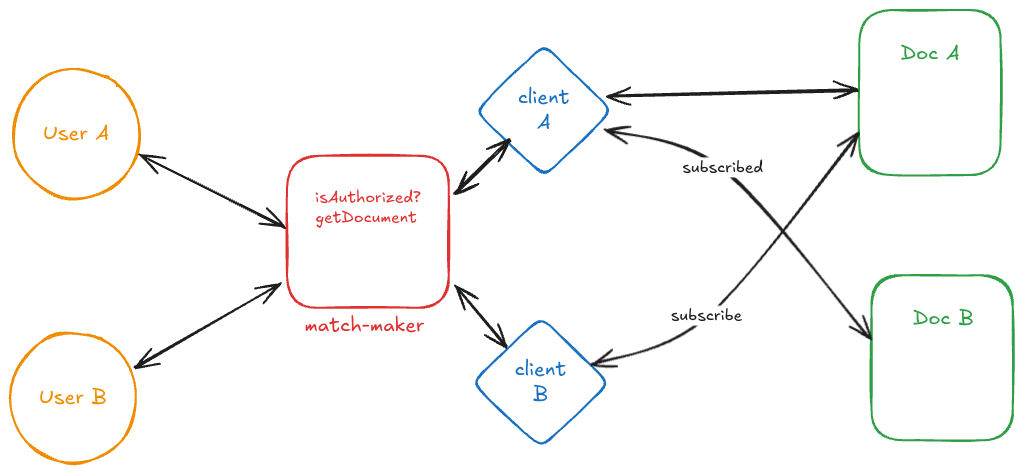 User A
isAuthorized?
getDocument
match-maker
User B
client
A
subscribed
Doc A
client
B
subscribe
Doc B